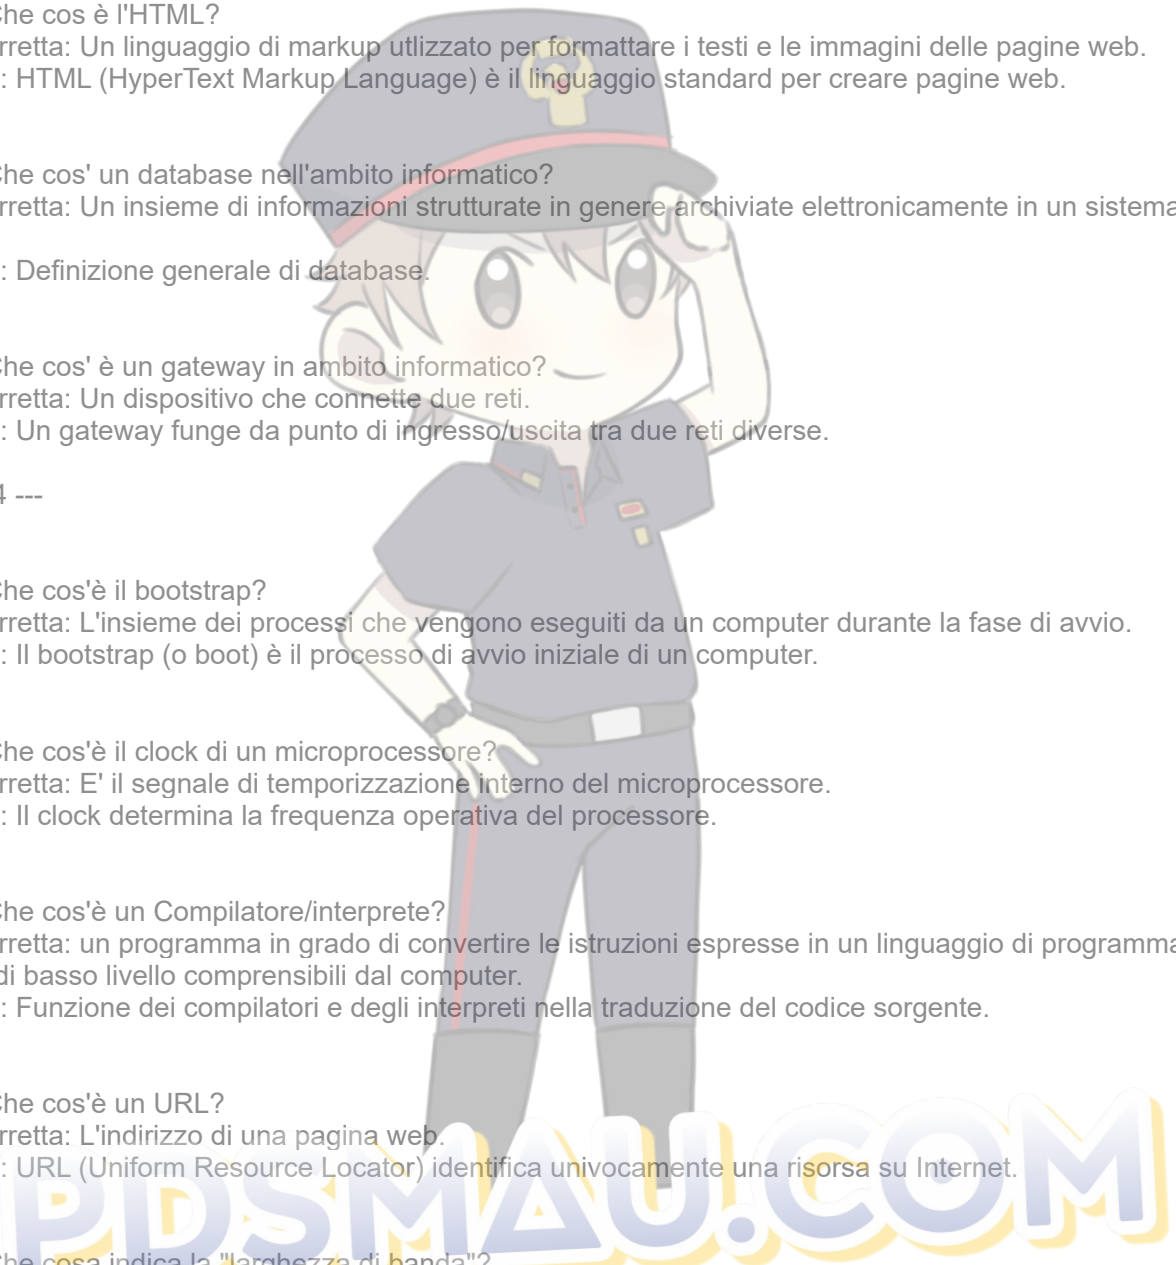 Che cos è l'HTML?
rretta: Un linguaggio di markup utlizzato per formattare i testi e le immagini delle pagine web.
: HTML (HyperText Markup Language) è il linguaggio standard per creare pagine web.
Che cos' un database nell'ambito informatico?
rretta: Un insieme di informazioni strutturate in genere archiviate elettronicamente in un sistema
: Definizione generale di database.
Che cos' è un gateway in ambito informatico?
rretta: Un dispositivo che connette due reti.
: Un gateway funge da punto di ingresso/uscita tra due reti diverse.
4 ---
Che cos'è il bootstrap?
rretta: L'insieme dei processi che vengono eseguiti da un computer durante la fase di avvio.
: Il bootstrap (o boot) è il processo di avvio iniziale di un computer.
Che cos'è il clock di un microprocessore?
rretta: E' il segnale di temporizzazione interno del microprocessore.
: Il clock determina la frequenza operativa del processore.
Che cos'è un Compilatore/interprete?
rretta: un programma in grado di convertire le istruzioni espresse in un linguaggio di programma
di basso livello comprensibili dal computer.
: Funzione dei compilatori e degli interpreti nella traduzione del codice sorgente.
Che cos'è un URL?
rretta: L'indirizzo di una pagina web.
: URL (Uniform Resource Locator) identifica univocamente una risorsa su Internet.
PDSMAU.COM
Che cosa indica la "larghezza di banda"?